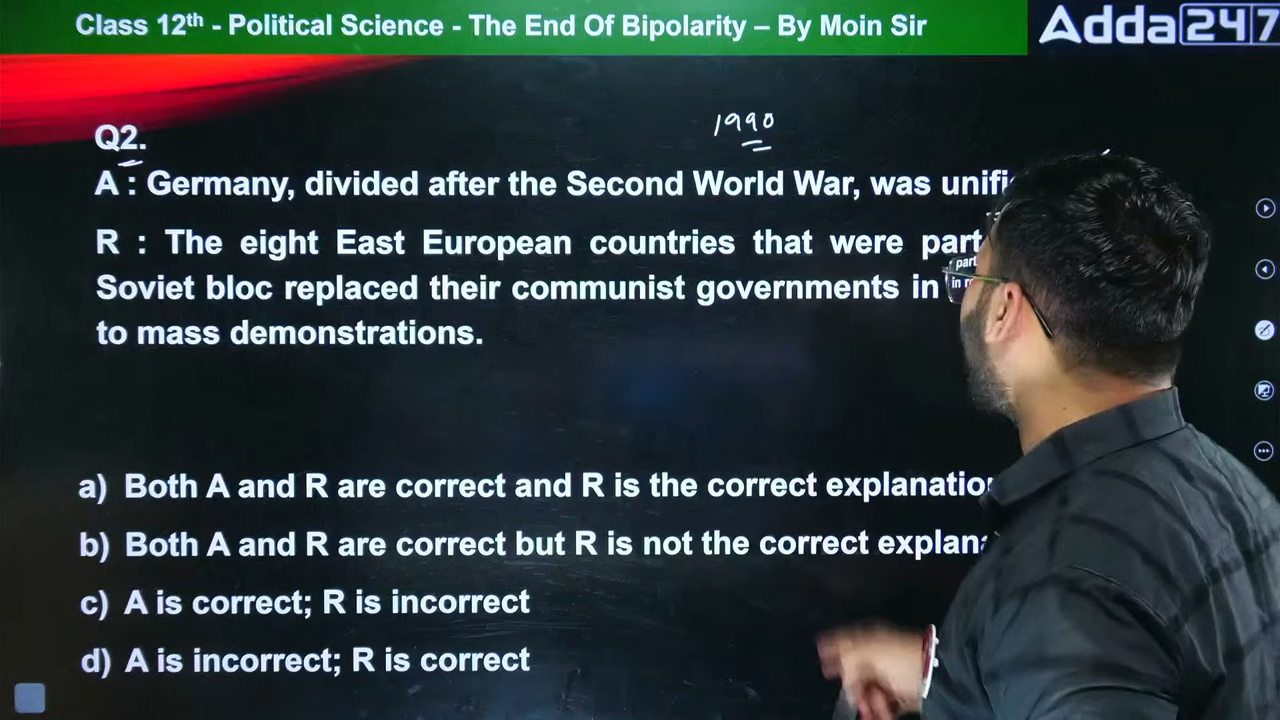 Class 12th - Political Science - The End Of Bipolarity – By Moin Sir
Adda247
1990
Q2.
A : Germany, divided after the Second World War, was
R : The eight East European countries that were part
Soviet bloc replaced their communist governments in
to mass demonstrations.
a) Both A and R are correct and R is the correct
b) Both A and R are correct but R is not the correct
c) A is correct; R is incorrect
d) A is incorrect; R is correct